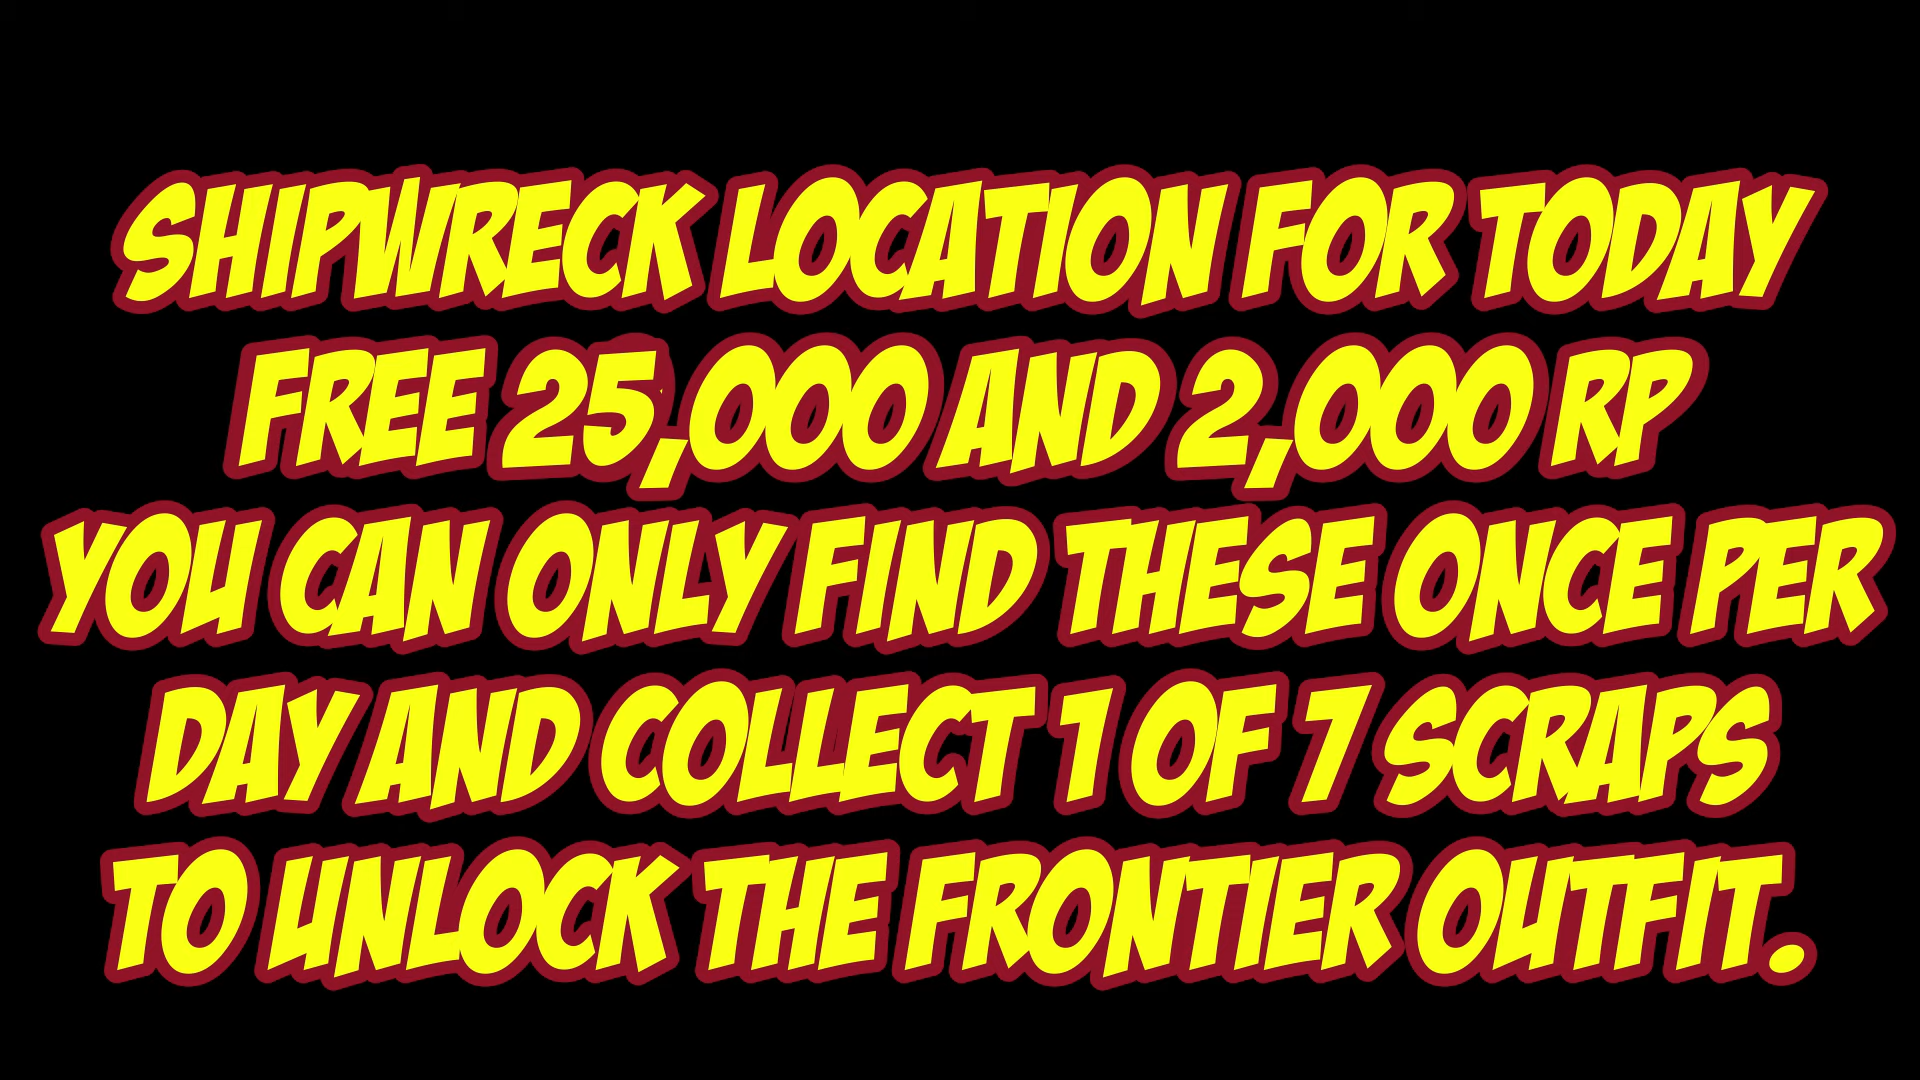 SHIPWRECK LOCATION FOR TODAY
FREE 25,000 AND 2,000 RP
YOU CAN ONLY FIND THESE ONCE PER
DAY AND COLLECT 1 OF 7 SCRAPS
TO UNLOCK THE FRONTIER OUTFIT.